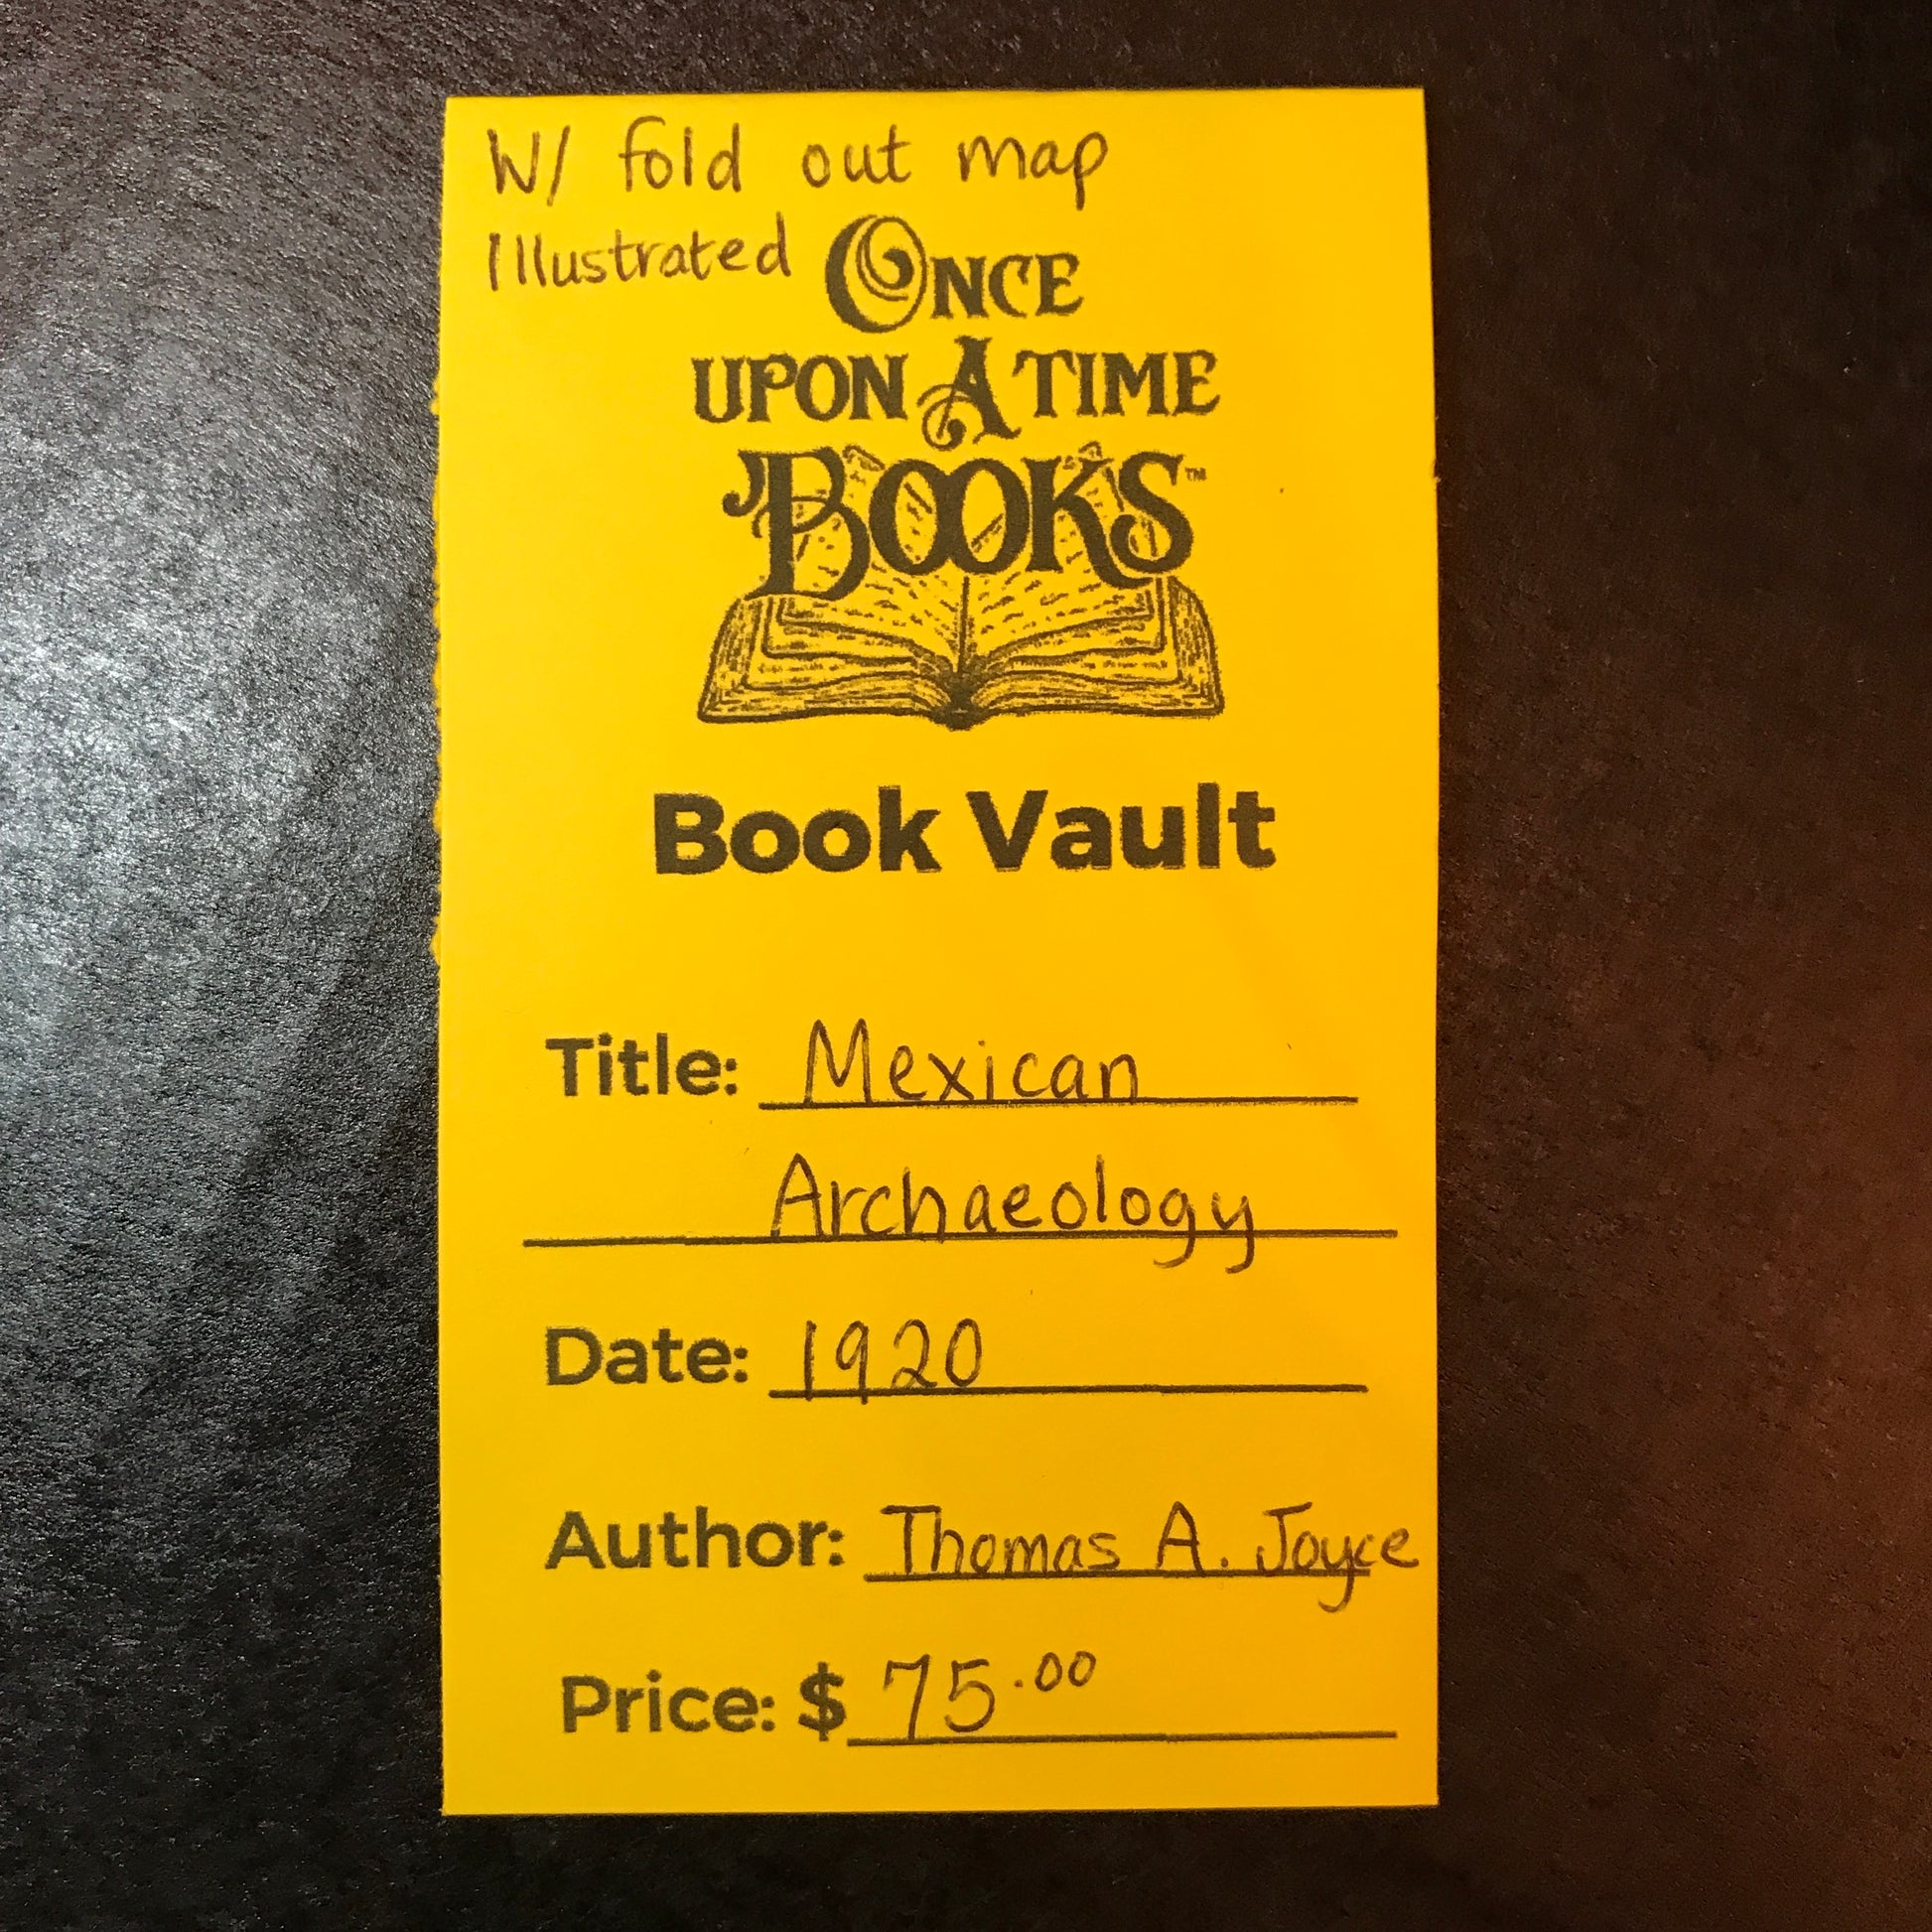 W/ fold out map
Illustrated
ONCE
UPON A TIME
BOOKS™
Book Vault
Title: Mexican
Archaeology
Date: 1920
Author: Thomas A. Joyce
Price: $ 75.00